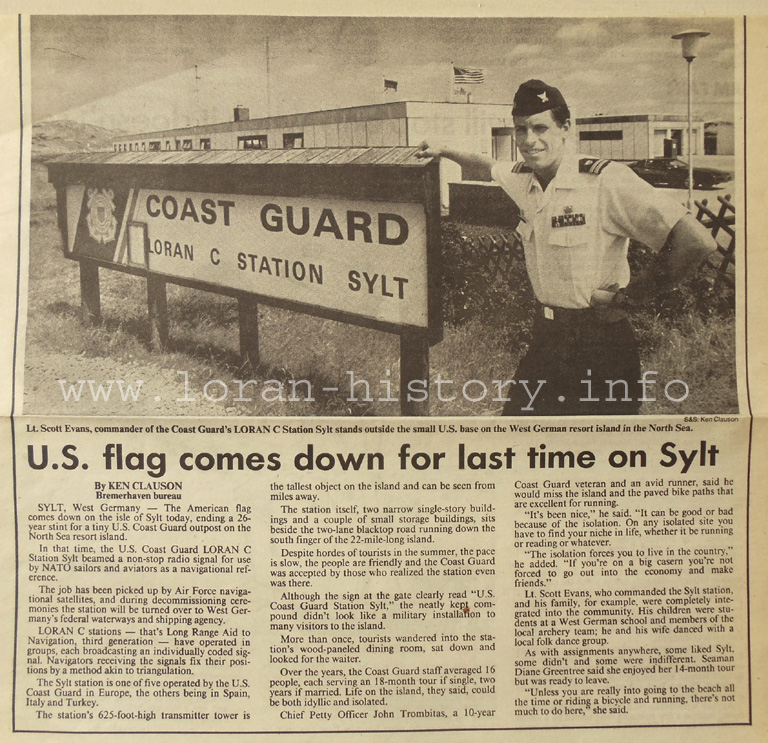 COAST GUARD
LORAN C STATION SYLT
www.loran-history.info
S&S: Ken Clauson
Lt. Scott Evans, commander of the Coast Guard's LORAN C Station Sylt stands outside the small U.S. base on the West German resort island in the North Sea.
U.S. flag comes down for last time on Sylt
By KEN CLAUSON
Bremerhaven bureau
SYLT, West Germany — The American flag
comes down on the isle of Sylt today, ending a 26-
year stint for a tiny U.S. Coast Guard outpost on the
North Sea resort island.
In that time, the U.S. Coast Guard LORAN C
Station Sylt beamed a non-stop radio signal for use
by NATO sailors and aviators as a navigational ref-
erence.
The job has been picked up by Air Force naviga-
tional satellites, and during decommissioning cere-
monies the station will be turned over to West Ger-
many's federal waterways and shipping agency.
LORAN C stations — that's Long Range Aid to
Navigation, third generation — have operated in
groups, each broadcasting an individually coded sig-
nal. Navigators receiving the signals fix their posi-
tions by a method akin to triangulation.
The Sylt station is one of five operated by the U.S.
Coast Guard in Europe, the others being in Spain,
Italy and Turkey.
The station's 625-foot-high transmitter tower is
the tallest object on the island and can be seen from
miles away.
The station itself, two narrow single-story build-
ings and a couple of small storage buildings, sits
beside the two-lane blacktop road running down the
south finger of the 22-mile-long island.
Despite hordes of tourists in the summer, the pace
is slow, the people are friendly and the Coast Guard
was accepted by those who realized the station even
was there.
Although the sign at the gate clearly read "U.S.
Coast Guard Station Sylt," the neatly kept com-
pound didn't look like a military installation to
many visitors to the island.
More than once, tourists wandered into the sta-
tion's wood-paneled dining room, sat down and
looked for the waiter.
Over the years, the Coast Guard staff averaged 16
people, each serving an 18-month tour if single, two
years if married. Life on the island, they said, could
be both idyllic and isolated.
Chief Petty Officer John Trombitas, a 10-year
Coast Guard veteran and an avid runner, said he
would miss the island and the paved bike paths that
are excellent for running.
"It's been nice," he said. "It can be good or bad
because of the isolation. On any isolated site you
have to find your niche in life, whether it be running
or reading or whatever.
"The isolation forces you to live in the country,"
he added. "If you're on a big casern you're not
forced to go out into the economy and make
friends."
Lt. Scott Evans, who commanded the Sylt station,
and his family, for example, were completely inte-
grated into the community. His children were stu-
dents at a West German school and members of the
local archery team; he and his wife danced with a
local folk dance group.
As with assignments anywhere, some liked Sylt,
some didn't and some were indifferent. Seaman
Diane Greentree said she enjoyed her 14-month tour
but was ready to leave.
"Unless you are really into going to the beach all
the time or riding a bicycle and running, there's not
much to do here," she said.